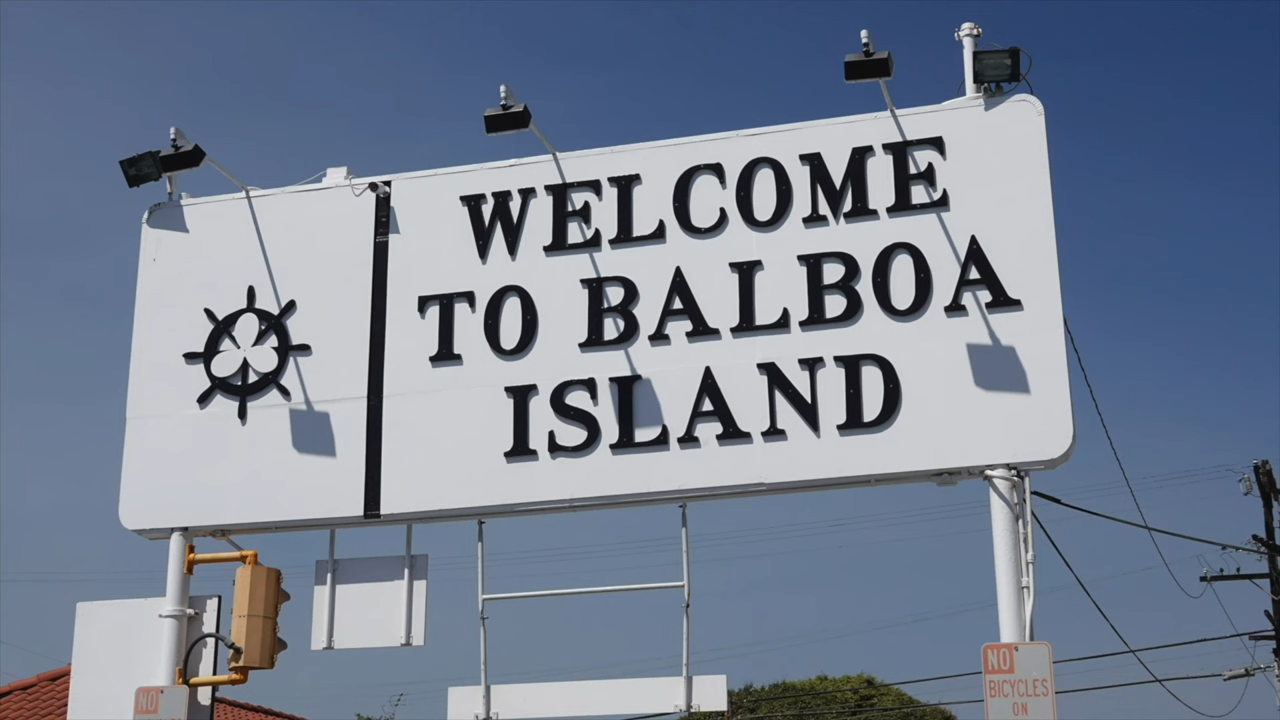 WELCOME
TO BALBOA
ISLAND
NO
BICYCLES
ON
NO